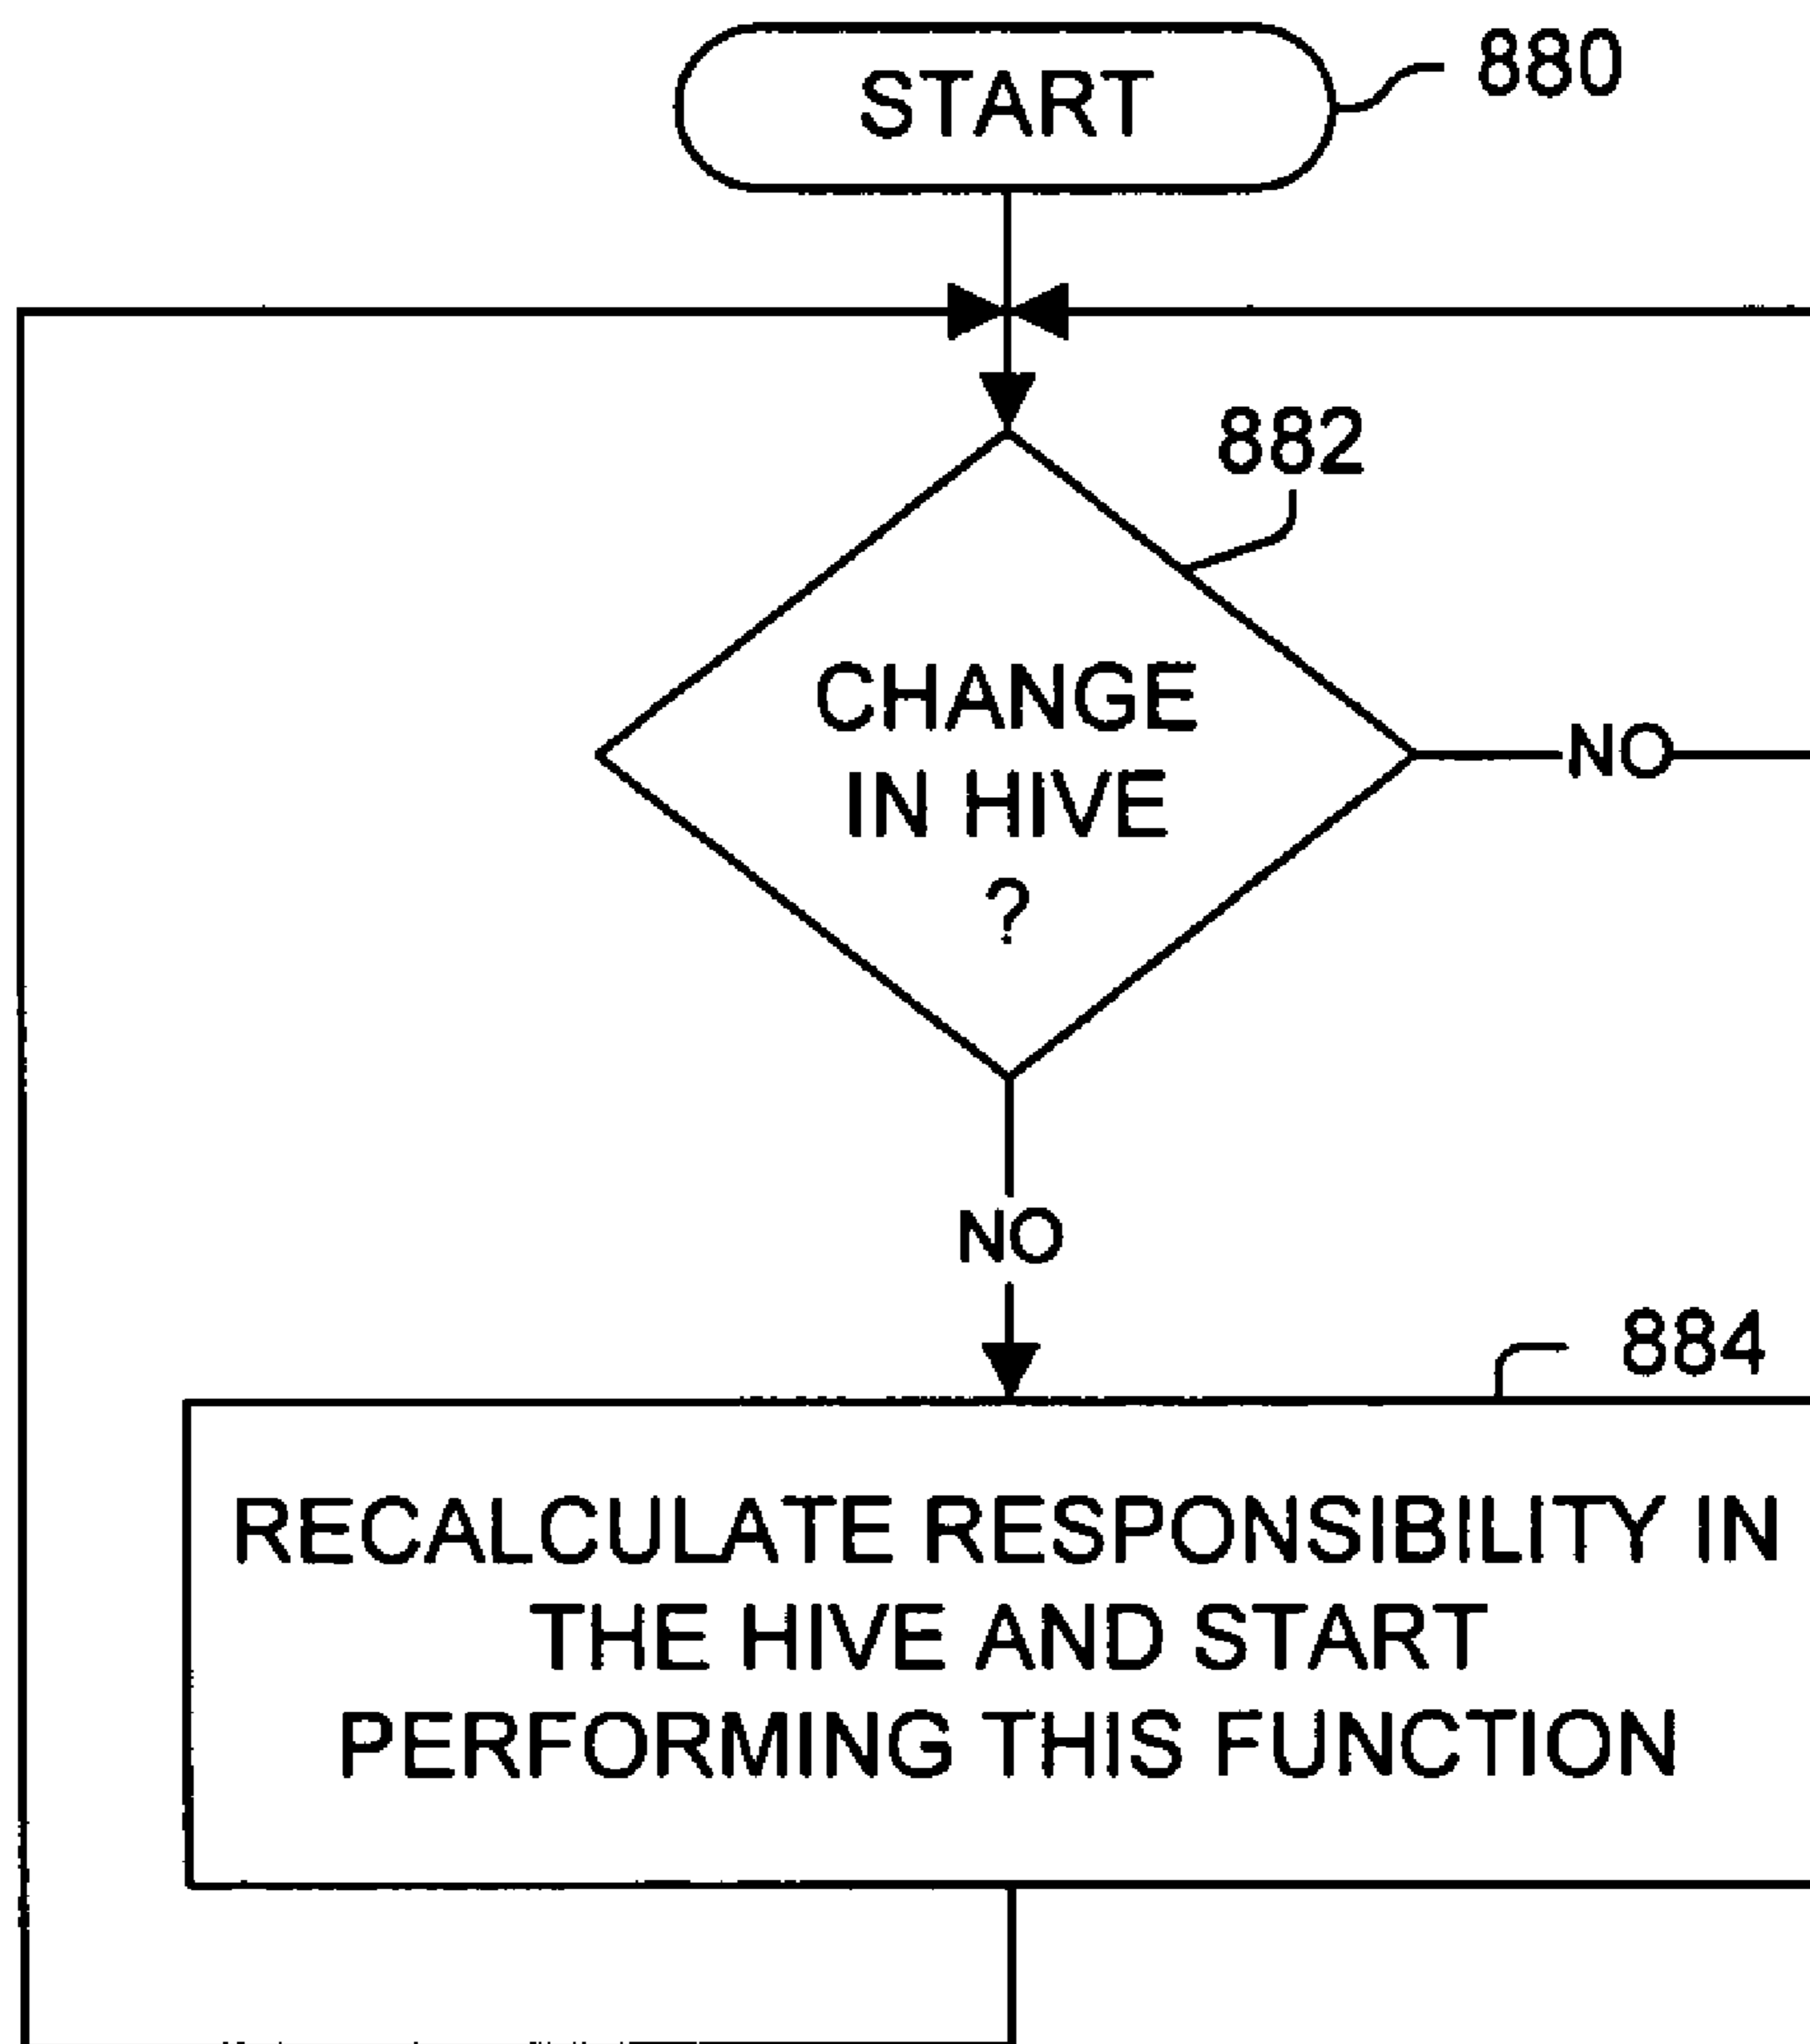 START
880
882
CHANGE
IN HIVE
?
NO
NO
884
RECALCULATE RESPONSIBILITY IN
THE HIVE AND START
PERFORMING THIS FUNCTION